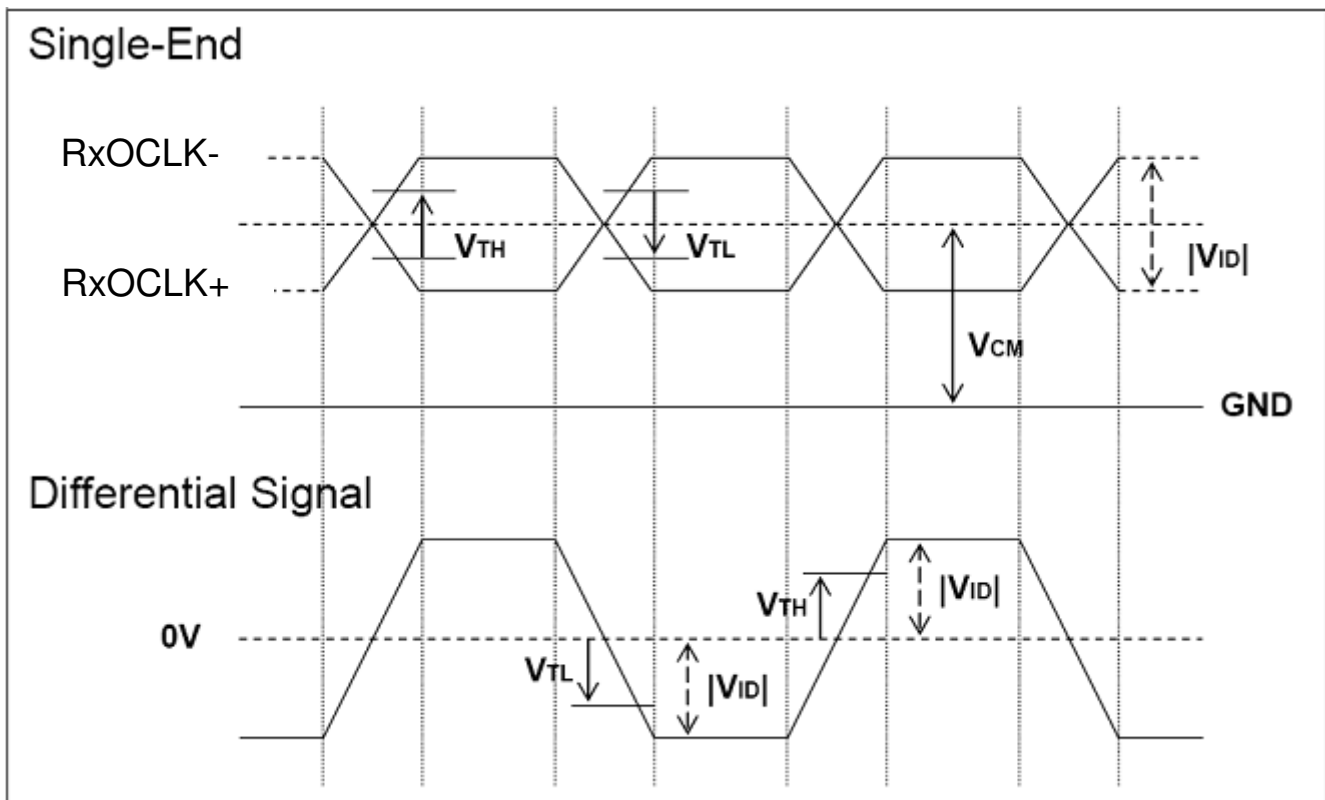 Single-End
RxOCLK-
VTH
VTL
|VID|
RxOCLK+
VCM
GND
Differential Signal
VTH
|VID|
0V
VTL
|VID|